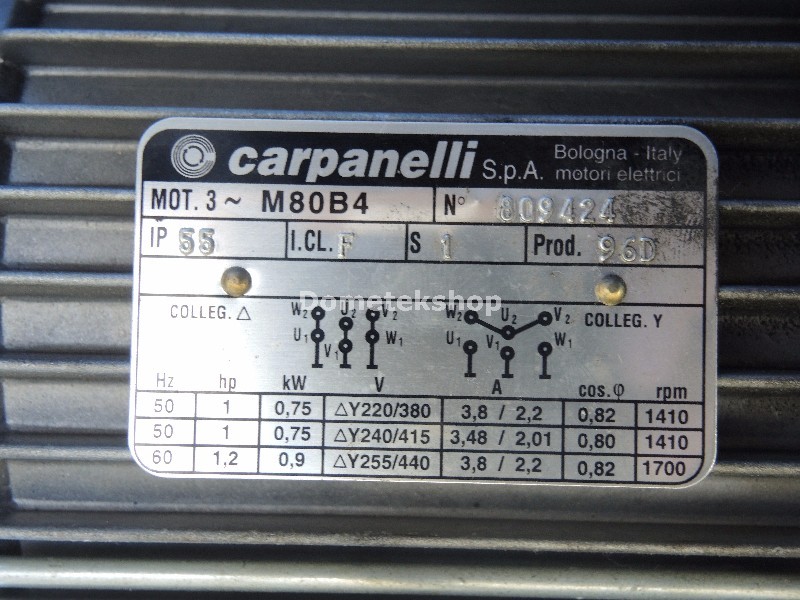 carpanelli S.p.A. Bologna - Italy
motori elettrici
MOT. 3 ~ M80B4 N° 809424
IP 55 I.CL. F S 1 Prod. 96D
Dometekshop
COLLEG. △ W2 U2 V2 W2 U2 V2 COLLEG. Y
U1 V1 W1 U1 V1 W1
Hz hp kW V A cos.φ rpm
50 1 0,75 △Y220/380 3,8 / 2,2 0,82 1410
50 1 0,75 △Y240/415 3,48 / 2,01 0,80 1410
60 1,2 0,9 △Y255/440 3,8 / 2,2 0,82 1700